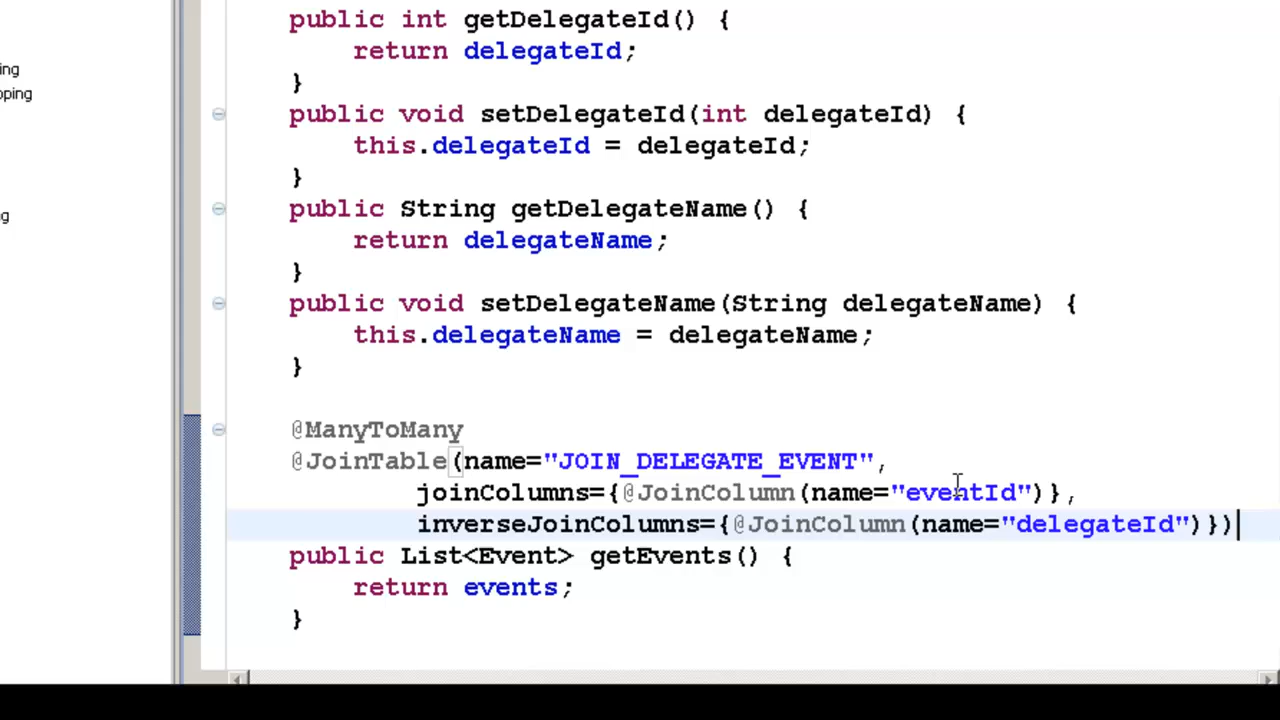 ing
pping
g
public int getDelegateId() {
return delegateId;
}
public void setDelegateId(int delegateId) {
this.delegateId = delegateId;
}
public String getDelegateName() {
return delegateName;
}
public void setDelegateName(String delegateName) {
this.delegateName = delegateName;
}
@ManyToMany
@JoinTable(name="JOIN_DELEGATE_EVENT",
joinColumns={@JoinColumn(name="eventId")},
inverseJoinColumns={@JoinColumn(name="delegateId")})
public List<Event> getEvents() {
return events;
}